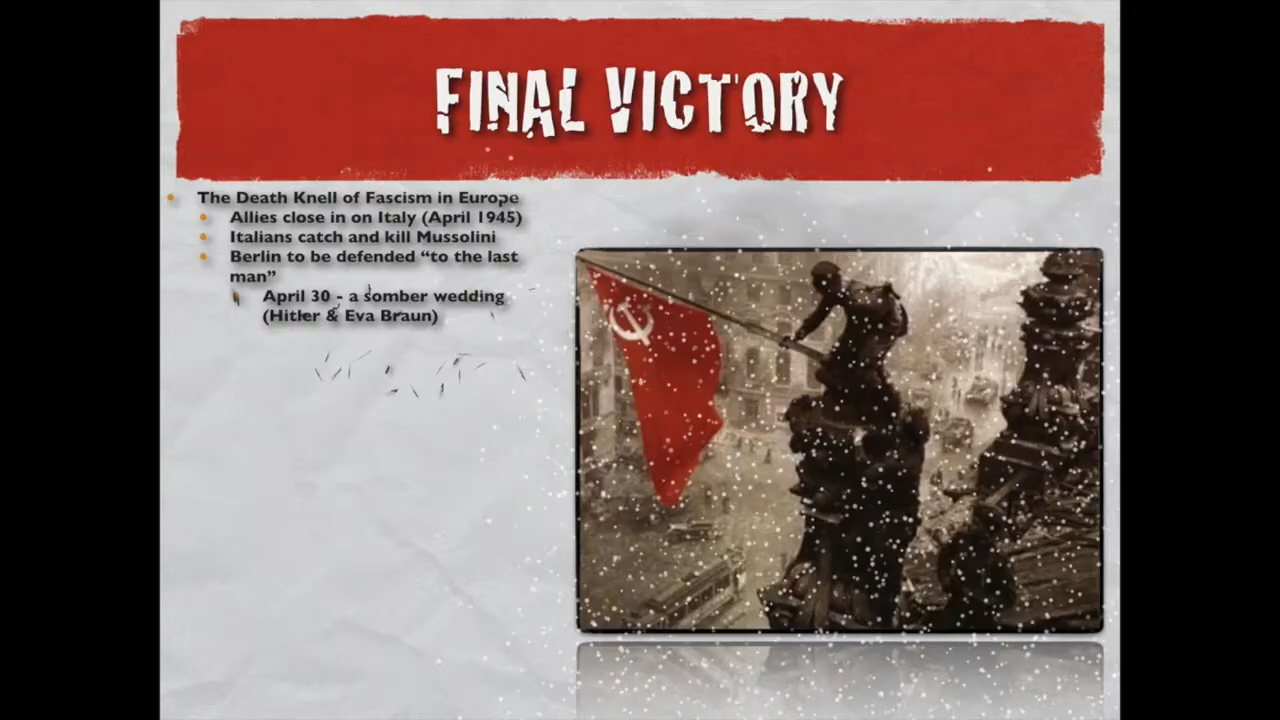 FINAL VICTORY
The Death Knell of Fascism in Europe
Allies close in on Italy (April 1945)
Italians catch and kill Mussolini
Berlin to be defended “to the last
man”
April 30 - a somber wedding
(Hitler & Eva Braun)